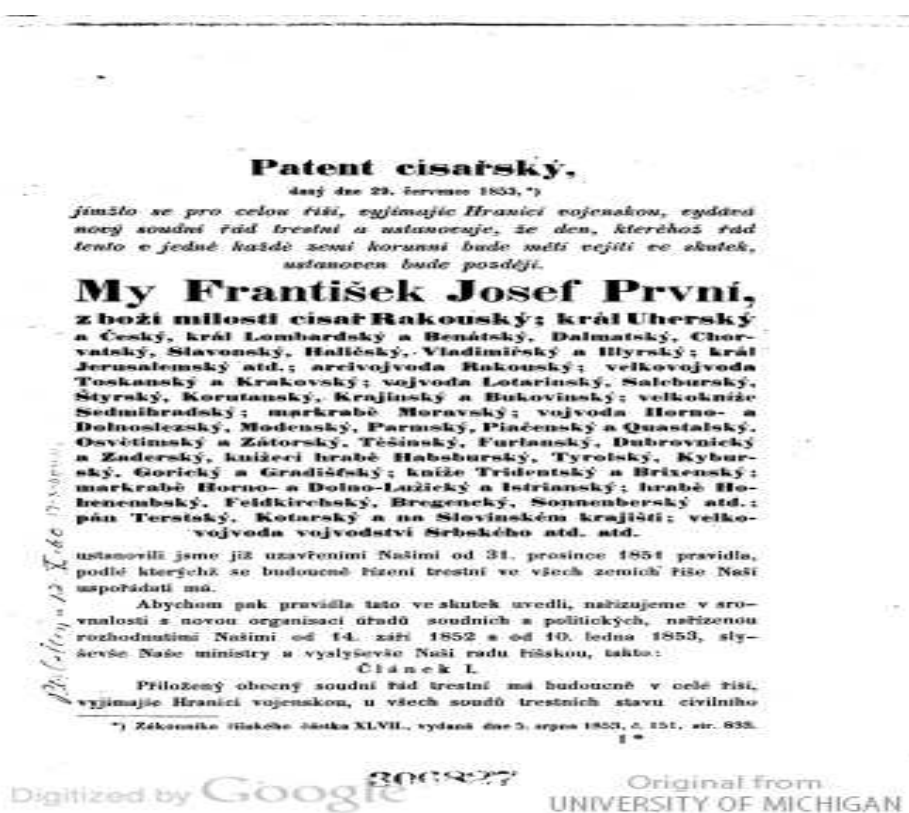 Patent císařský,
daný dne 29. července 1853, *)
jímžto se pro celou říši, vyjímajíc Hranici vojenskou, vydává
nový soudní řád trestní a ustanovuje, že den, kteréhož řád
tento v jedné každé zemi korunní bude míti vejíti ve skutek,
ustanoven bude později.
My František Josef První,
z boží milosti císař Rakouský; král Uherský
a Český, král Lombardský a Benátský, Dalmatský, Chor-
vatský, Slavonský, Haličský, Vladimiřský a Illyrský; král
Jerusalemský atd.; arcivojvoda Rakouský; velkovojvoda
Toskanský a Krakovský; vojvoda Lotarinský, Salcburský,
Štyrský, Korutanský, Krajinský a Bukovinský; velkokníže
Sedmihradský; markrabě Moravský; vojvoda Horno- a
Dolnoslezský, Modenský, Parmský, Piačenský a Quastalský,
Osvětimský a Zátorský, Těšínský, Furlanský, Dubrovnický
a Zaderský, knížecí hrabě Habsburský, Tyrolský, Kybur-
ský, Gorický a Gradišťský; kníže Tridentský a Brixenský;
markrabě Horno- a Dolno-Lužický a Istrianský; hrabě Ho-
henembský, Feldkirchský, Bregencký, Sonnenberský atd.;
pán Terstský, Kotarský a na Slovinském krajišti; velko-
vojvoda vojvodství Srbského atd. atd.
ustanovili jsme již uzavřeními Našimi od 31. prosince 1851 pravidla,
podlé kterýchž se budoucně řízení trestní ve všech zemích říše Naší
uspořádati má.
Abychom pak pravidla tato ve skutek uvedli, nařizujeme v sro-
vnalosti s novou organisací úřadů soudních a politických, nařízenou
rozhodnutími Našimi od 14. září 1852 a od 10. ledna 1853, sly-
ševše Naše ministry a vyslyševše Naši radu říšskou, takto:
Článek I.
Přiložený obecný soudní řád trestní má budoucně v celé říši,
vyjímajíc Hranici vojenskou, u všech soudů trestních stavu civilního
*) Zákonníka říšského částka XLVII., vydaná dne 5. srpna 1853, č. 151, str. 833.
1 *
306827
Digitized by Google
Original from
UNIVERSITY OF MICHIGAN